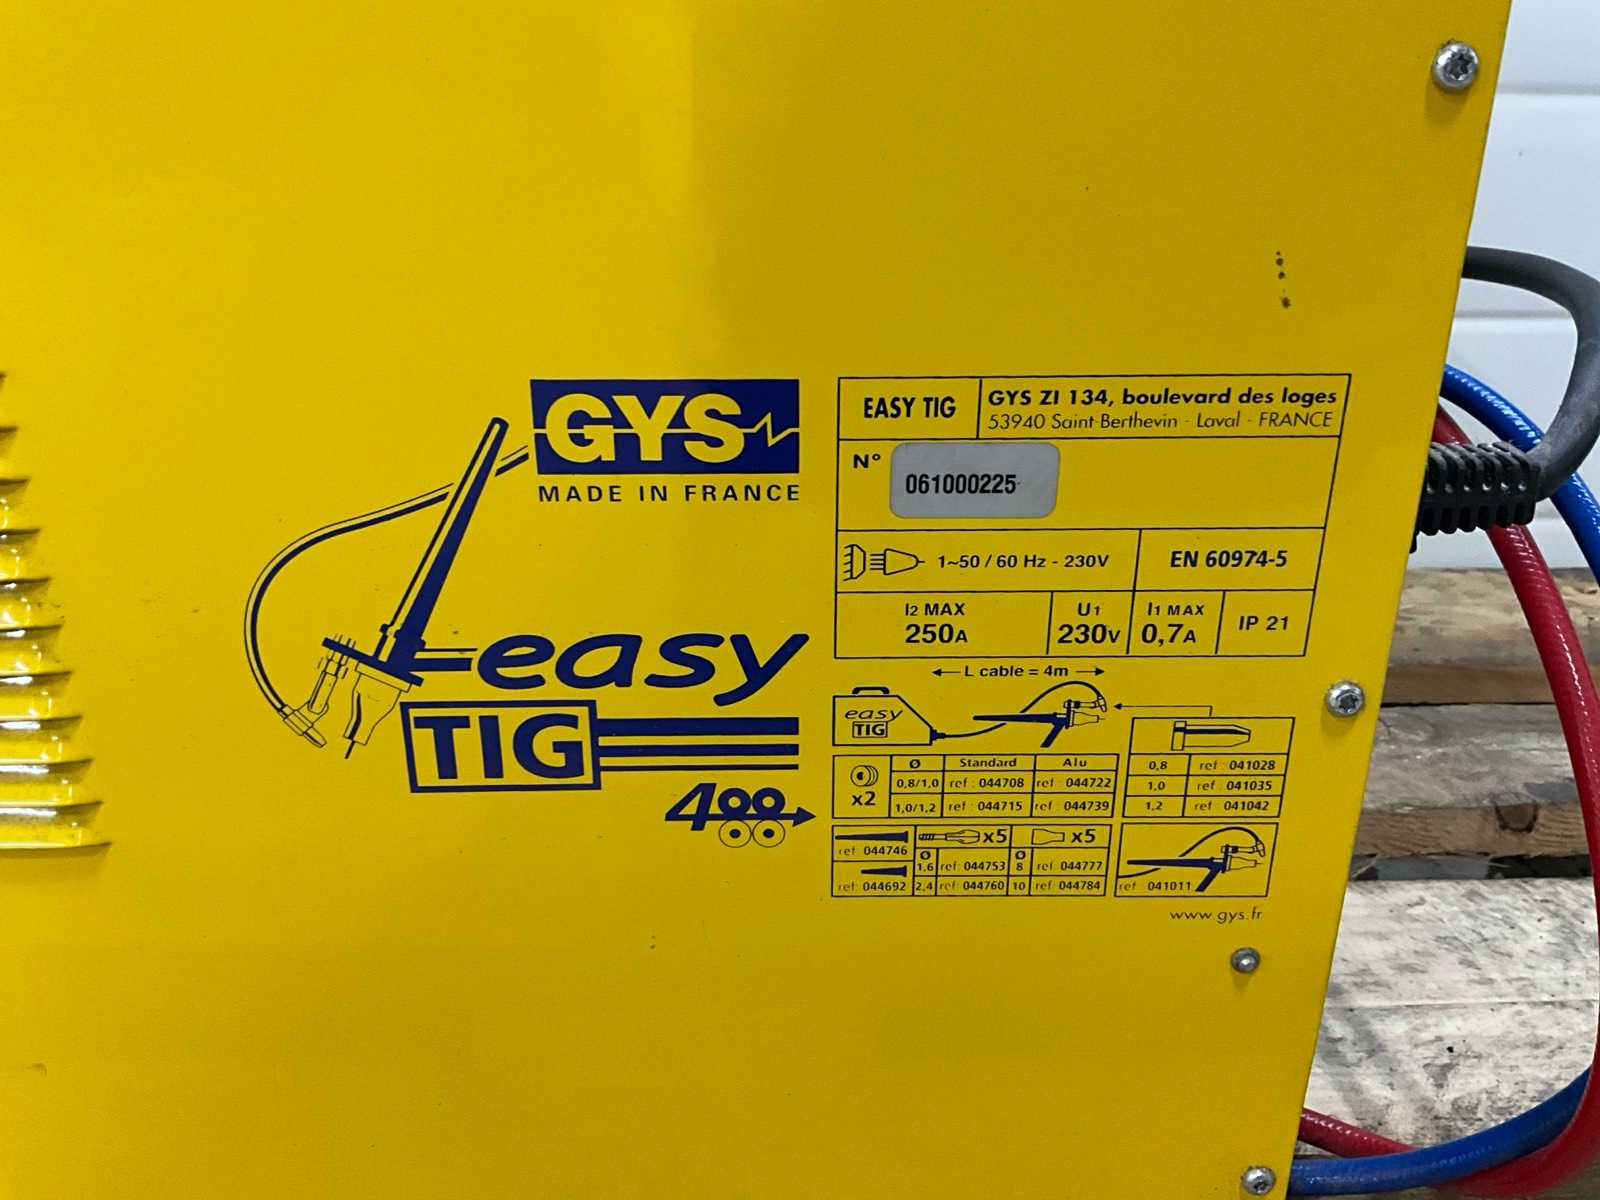 GYS
MADE IN FRANCE
easy
TIG
400
EASY TIG
GYS ZI 134, boulevard des loges
53940 Saint-Berthevin - Laval - FRANCE
N° 061000225
1~50 / 60 Hz - 230V
EN 60974-5
I2 MAX
250A
U1
230V
I1 MAX
0,7A
IP 21
L cable = 4m
easy
TIG
x2
Ø Standard Alu
0,8/1,0 ref : 044708 ref : 044722
1,0/1,2 ref : 044715 ref : 044739
0,8 ref : 041028
1,0 ref : 041035
1,2 ref : 041042
ref : 044746
ref : 044692
x5
Ø
1,6 ref : 044753
2,4 ref : 044760
x5
Ø
8 ref : 044777
10 ref : 044784
ref : 041011
www.gys.fr